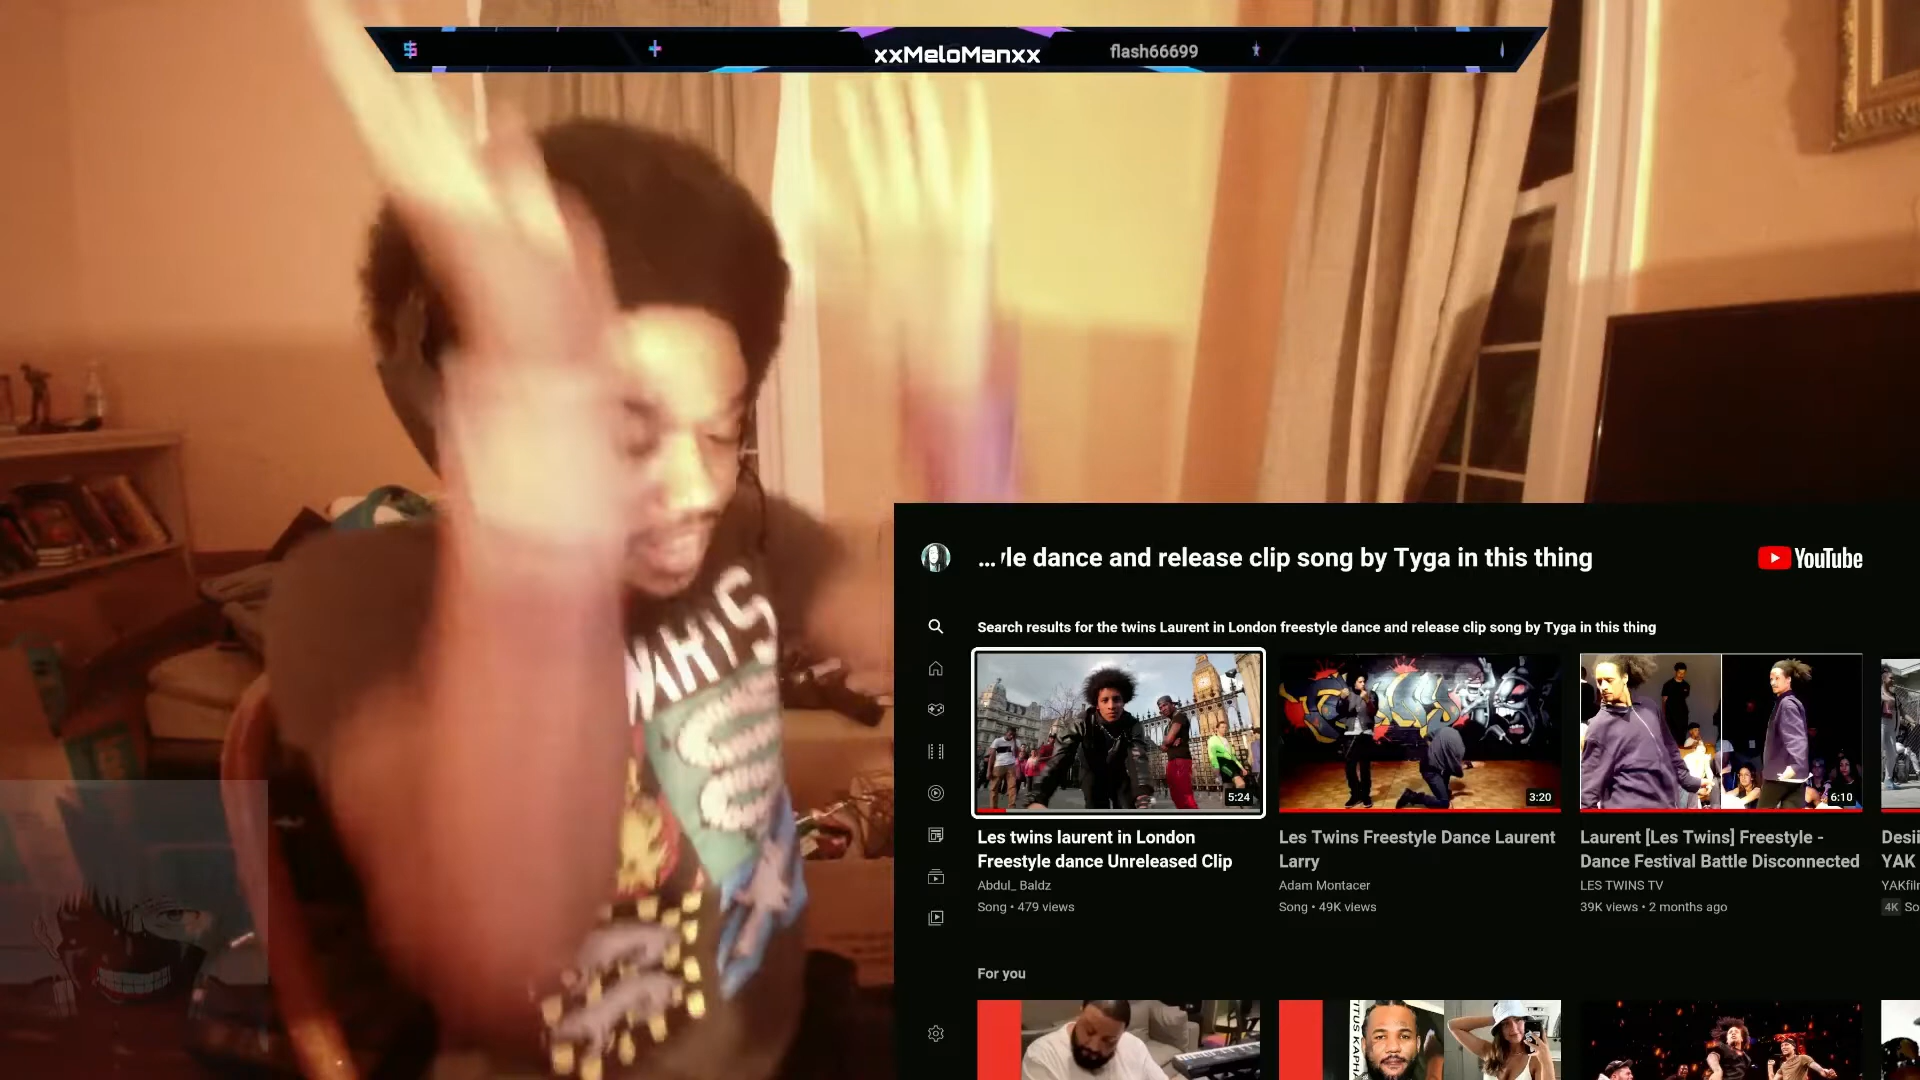 xxMeloManxx
flash66699
...le dance and release clip song by Tyga in this thing
YouTube
Search results for the twins Laurent in London freestyle dance and release clip song by Tyga in this thing
5:24
3:20
6:10
Les twins laurent in London
Freestyle dance Unreleased Clip
Abdul_ Baldz
Song • 479 views
Les Twins Freestyle Dance Laurent
Larry
Adam Montacer
Song • 49K views
Laurent [Les Twins] Freestyle -
Dance Festival Battle Disconnected
LES TWINS TV
39K views • 2 months ago
YAK
4K So
For you